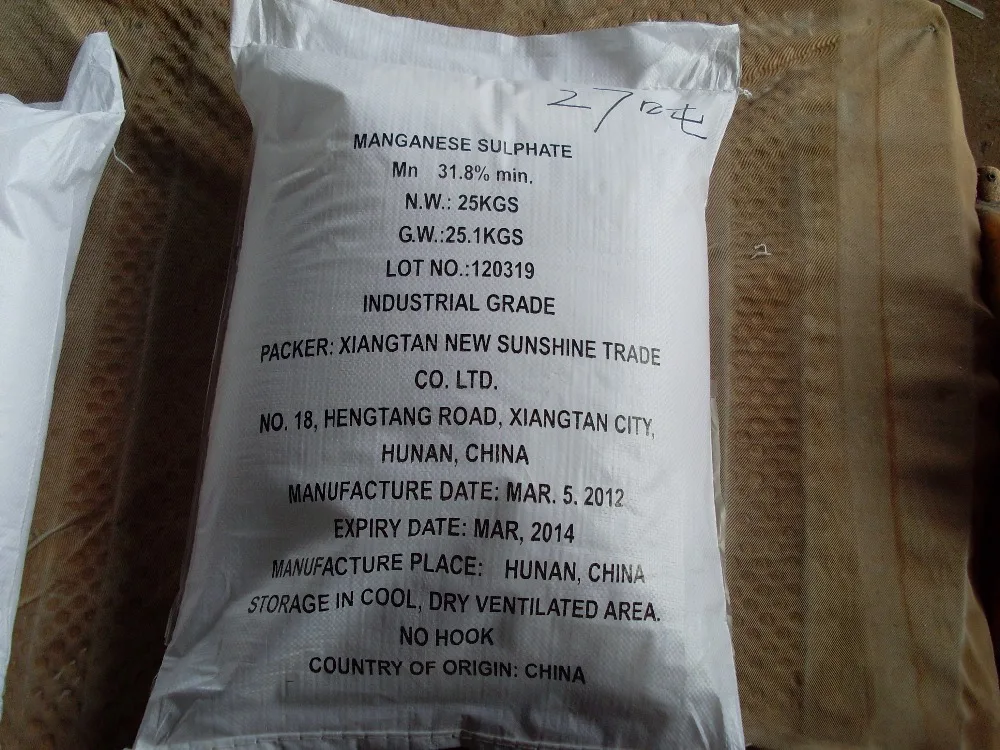 27吨
MANGANESE SULPHATE
Mn 31.8% min.
N.W.: 25KGS
G.W.:25.1KGS
LOT NO.:120319
INDUSTRIAL GRADE
PACKER: XIANGTAN NEW SUNSHINE TRADE
CO. LTD.
NO. 18, HENGTANG ROAD, XIANGTAN CITY,
HUNAN, CHINA
MANUFACTURE DATE: MAR. 5. 2012
EXPIRY DATE: MAR, 2014
MANUFACTURE PLACE: HUNAN, CHINA
STORAGE IN COOL, DRY VENTILATED AREA.
NO HOOK
COUNTRY OF ORIGIN: CHINA